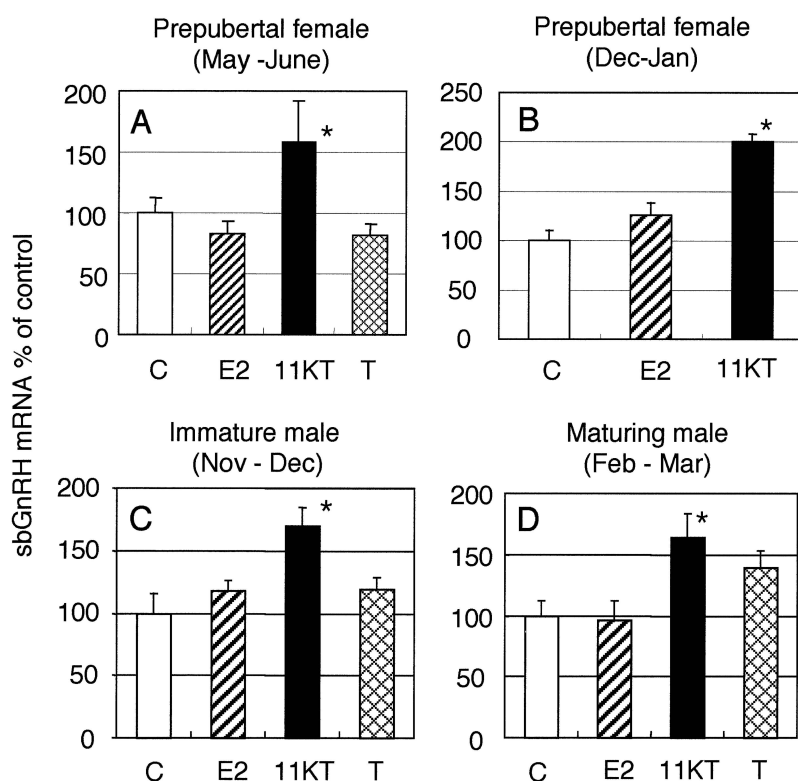 Prepubertal female
(May -June)
Prepubertal female
(Dec-Jan)
sbGnRH mRNA % of control
A
*
200
150
100
50
0
C E2 11KT T
B
*
250
200
150
100
50
0
C E2 11KT
Immature male
(Nov - Dec)
Maturing male
(Feb - Mar)
C
*
200
150
100
50
0
C E2 11KT T
D
*
200
150
100
50
0
C E2 11KT T